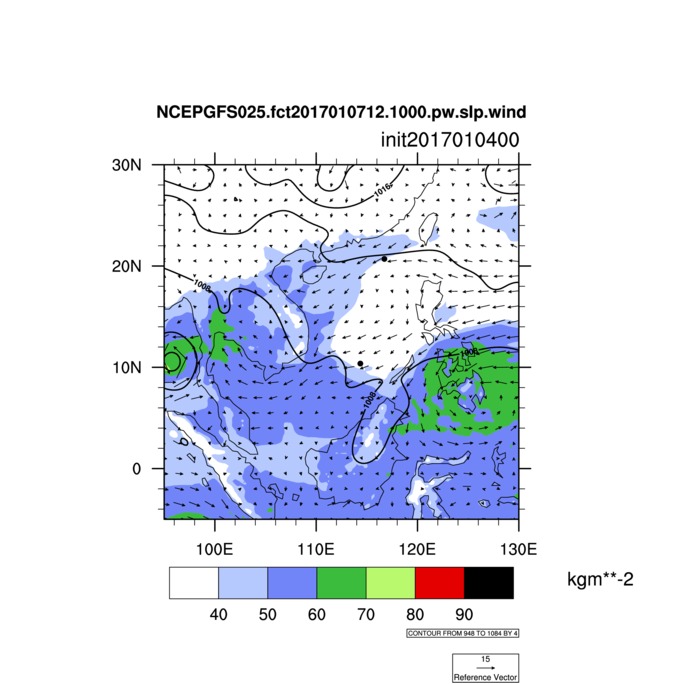 NCEPGFS025.fct2017010712.1000.pw.slp.wind
init2017010400
30N
1016
20N
1008
1008
10N
1008
0
100E
110E
120E
130E
kgm**-2
40
50
60
70
80
90
CONTOUR FROM 948 TO 1084 BY 4
15
Reference Vector